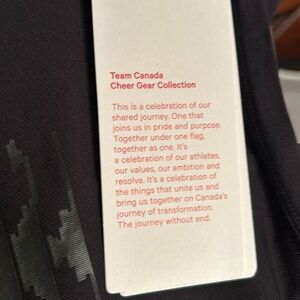 Team Canada
Cheer Gear Collection
This is a celebration of our
shared journey. One that
joins us in pride and purpose.
Together under one flag,
together as one. It's
a celebration of our athletes,
our values, our ambition and
resolve. It's a celebration of
the things that unite us and
bring us together on Canada's
journey of transformation.
The journey without end.